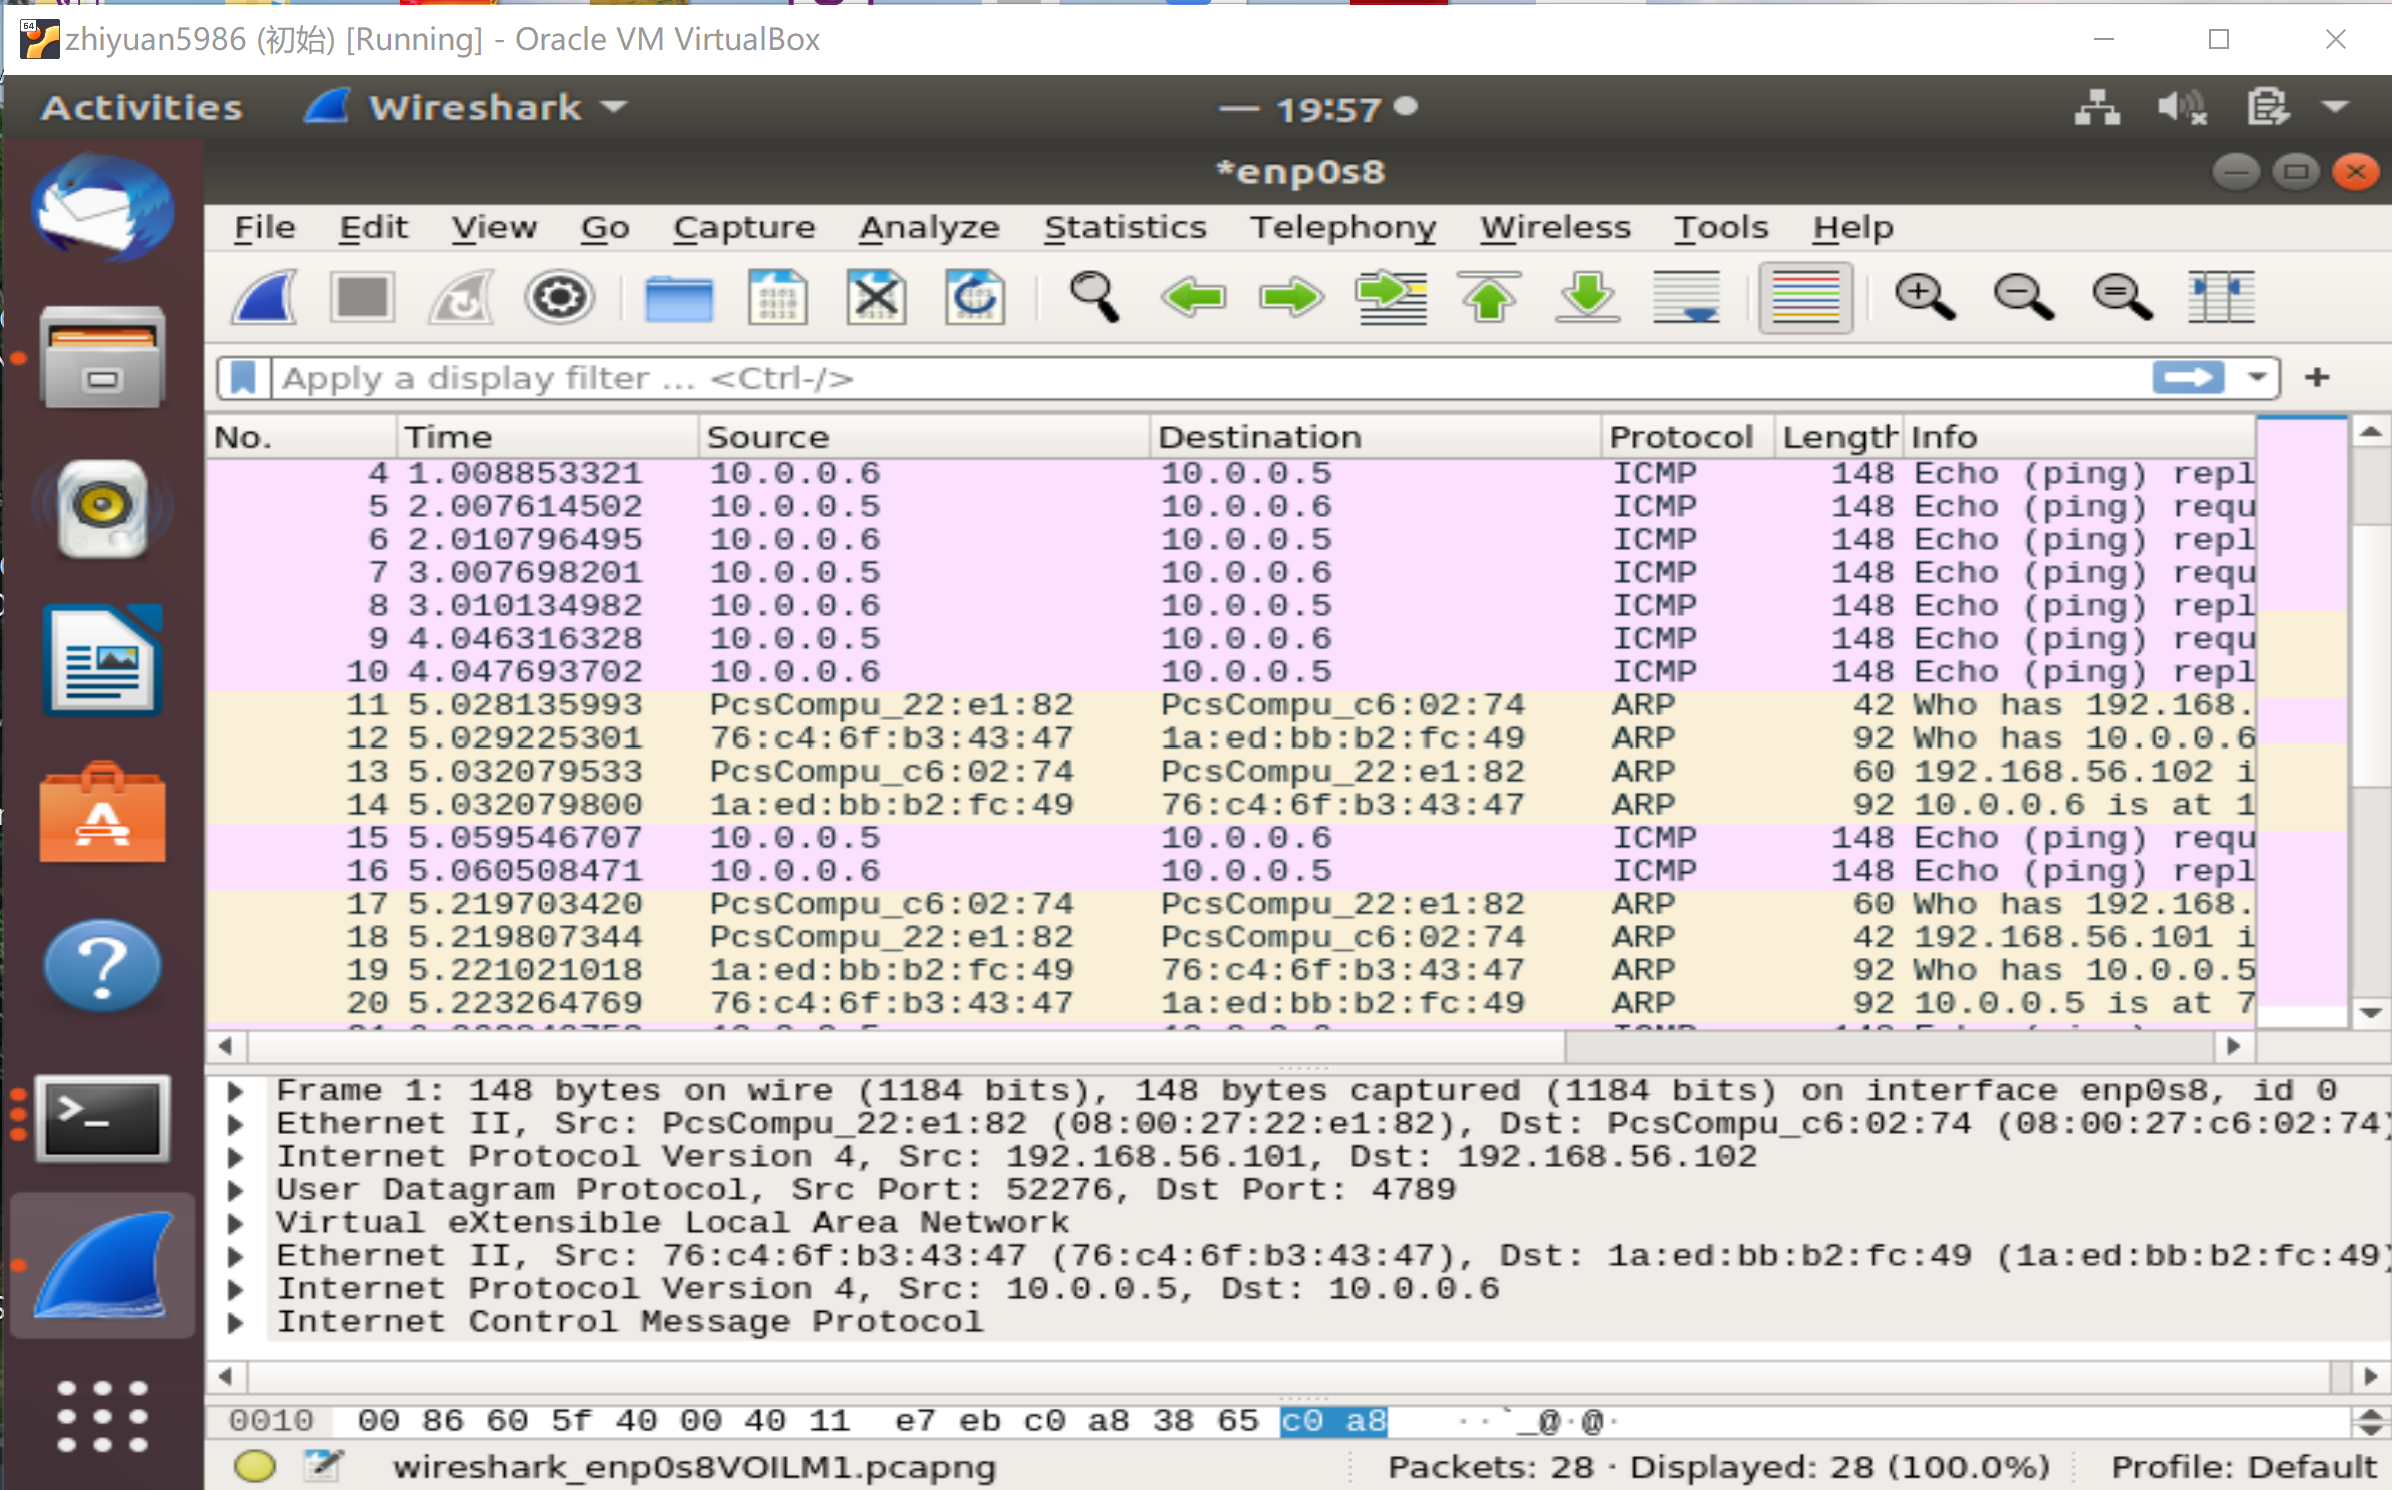 zhiyuan5986 (初始) [Running] - Oracle VM VirtualBox
Activities Wireshark 19:57
*enp0s8
File Edit View Go Capture Analyze Statistics Telephony Wireless Tools Help
Apply a display filter ... <Ctrl-/>
No. Time Source Destination Protocol Length Info
4 1.008853321 10.0.0.6 10.0.0.5 ICMP 148 Echo (ping) repl
5 2.007614502 10.0.0.5 10.0.0.6 ICMP 148 Echo (ping) requ
6 2.010796495 10.0.0.6 10.0.0.5 ICMP 148 Echo (ping) repl
7 3.007698201 10.0.0.5 10.0.0.6 ICMP 148 Echo (ping) requ
8 3.010134982 10.0.0.6 10.0.0.5 ICMP 148 Echo (ping) repl
9 4.046316328 10.0.0.5 10.0.0.6 ICMP 148 Echo (ping) requ
10 4.047693702 10.0.0.6 10.0.0.5 ICMP 148 Echo (ping) repl
11 5.028135993 PcsCompu_22:e1:82 PcsCompu_c6:02:74 ARP 42 Who has 192.168.
12 5.029225301 76:c4:6f:b3:43:47 1a:ed:bb:b2:fc:49 ARP 92 Who has 10.0.0.6
13 5.032079533 PcsCompu_c6:02:74 PcsCompu_22:e1:82 ARP 60 192.168.56.102 i
14 5.032079800 1a:ed:bb:b2:fc:49 76:c4:6f:b3:43:47 ARP 92 10.0.0.6 is at 1
15 5.059546707 10.0.0.5 10.0.0.6 ICMP 148 Echo (ping) requ
16 5.060508471 10.0.0.6 10.0.0.5 ICMP 148 Echo (ping) repl
17 5.219703420 PcsCompu_c6:02:74 PcsCompu_22:e1:82 ARP 60 Who has 192.168.
18 5.219807344 PcsCompu_22:e1:82 PcsCompu_c6:02:74 ARP 42 192.168.56.101 i
19 5.221021018 1a:ed:bb:b2:fc:49 76:c4:6f:b3:43:47 ARP 92 Who has 10.0.0.5
20 5.223264769 76:c4:6f:b3:43:47 1a:ed:bb:b2:fc:49 ARP 92 10.0.0.5 is at 7
Frame 1: 148 bytes on wire (1184 bits), 148 bytes captured (1184 bits) on interface enp0s8, id 0
Ethernet II, Src: PcsCompu_22:e1:82 (08:00:27:22:e1:82), Dst: PcsCompu_c6:02:74 (08:00:27:c6:02:74)
Internet Protocol Version 4, Src: 192.168.56.101, Dst: 192.168.56.102
User Datagram Protocol, Src Port: 52276, Dst Port: 4789
Virtual eXtensible Local Area Network
Ethernet II, Src: 76:c4:6f:b3:43:47 (76:c4:6f:b3:43:47), Dst: 1a:ed:bb:b2:fc:49 (1a:ed:bb:b2:fc:49)
Internet Protocol Version 4, Src: 10.0.0.5, Dst: 10.0.0.6
Internet Control Message Protocol
0010 00 86 60 5f 40 00 40 11 e7 eb c0 a8 38 65 c0 a8 ··`_@·@·
wireshark_enp0s8VOILM1.pcapng Packets: 28 · Displayed: 28 (100.0%) Profile: Default